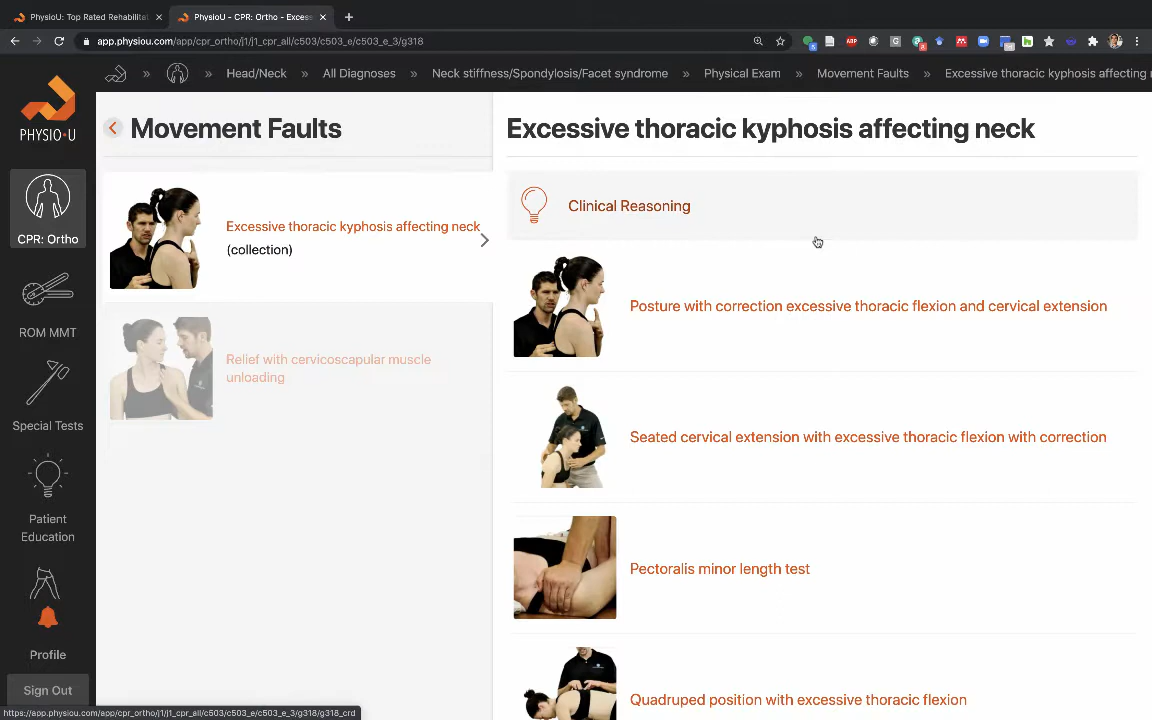 PhysioU: Top Rated Rehabilitat
PhysioU - CPR: Ortho - Excess
app.physiou.com/app/cpr_ortho/j1/j1_cpr_all/c503/c503_e/c503_e_3/g318
» » Head/Neck » All Diagnoses » Neck stiffness/Spondylosis/Facet syndrome » Physical Exam » Movement Faults » Excessive thoracic kyphosis affecting
PHYSIO•U
CPR: Ortho
ROM MMT
Special Tests
Patient
Education
Profile
Sign Out
Movement Faults
Excessive thoracic kyphosis affecting neck
(collection)
Relief with cervicoscapular muscle
unloading
Excessive thoracic kyphosis affecting neck
Clinical Reasoning
Posture with correction excessive thoracic flexion and cervical extension
Seated cervical extension with excessive thoracic flexion with correction
Pectoralis minor length test
Quadruped position with excessive thoracic flexion
https://app.physiou.com/app/cpr_ortho/j1/j1_cpr_all/c503/c503_e/c503_e_3/g318/g318_crd